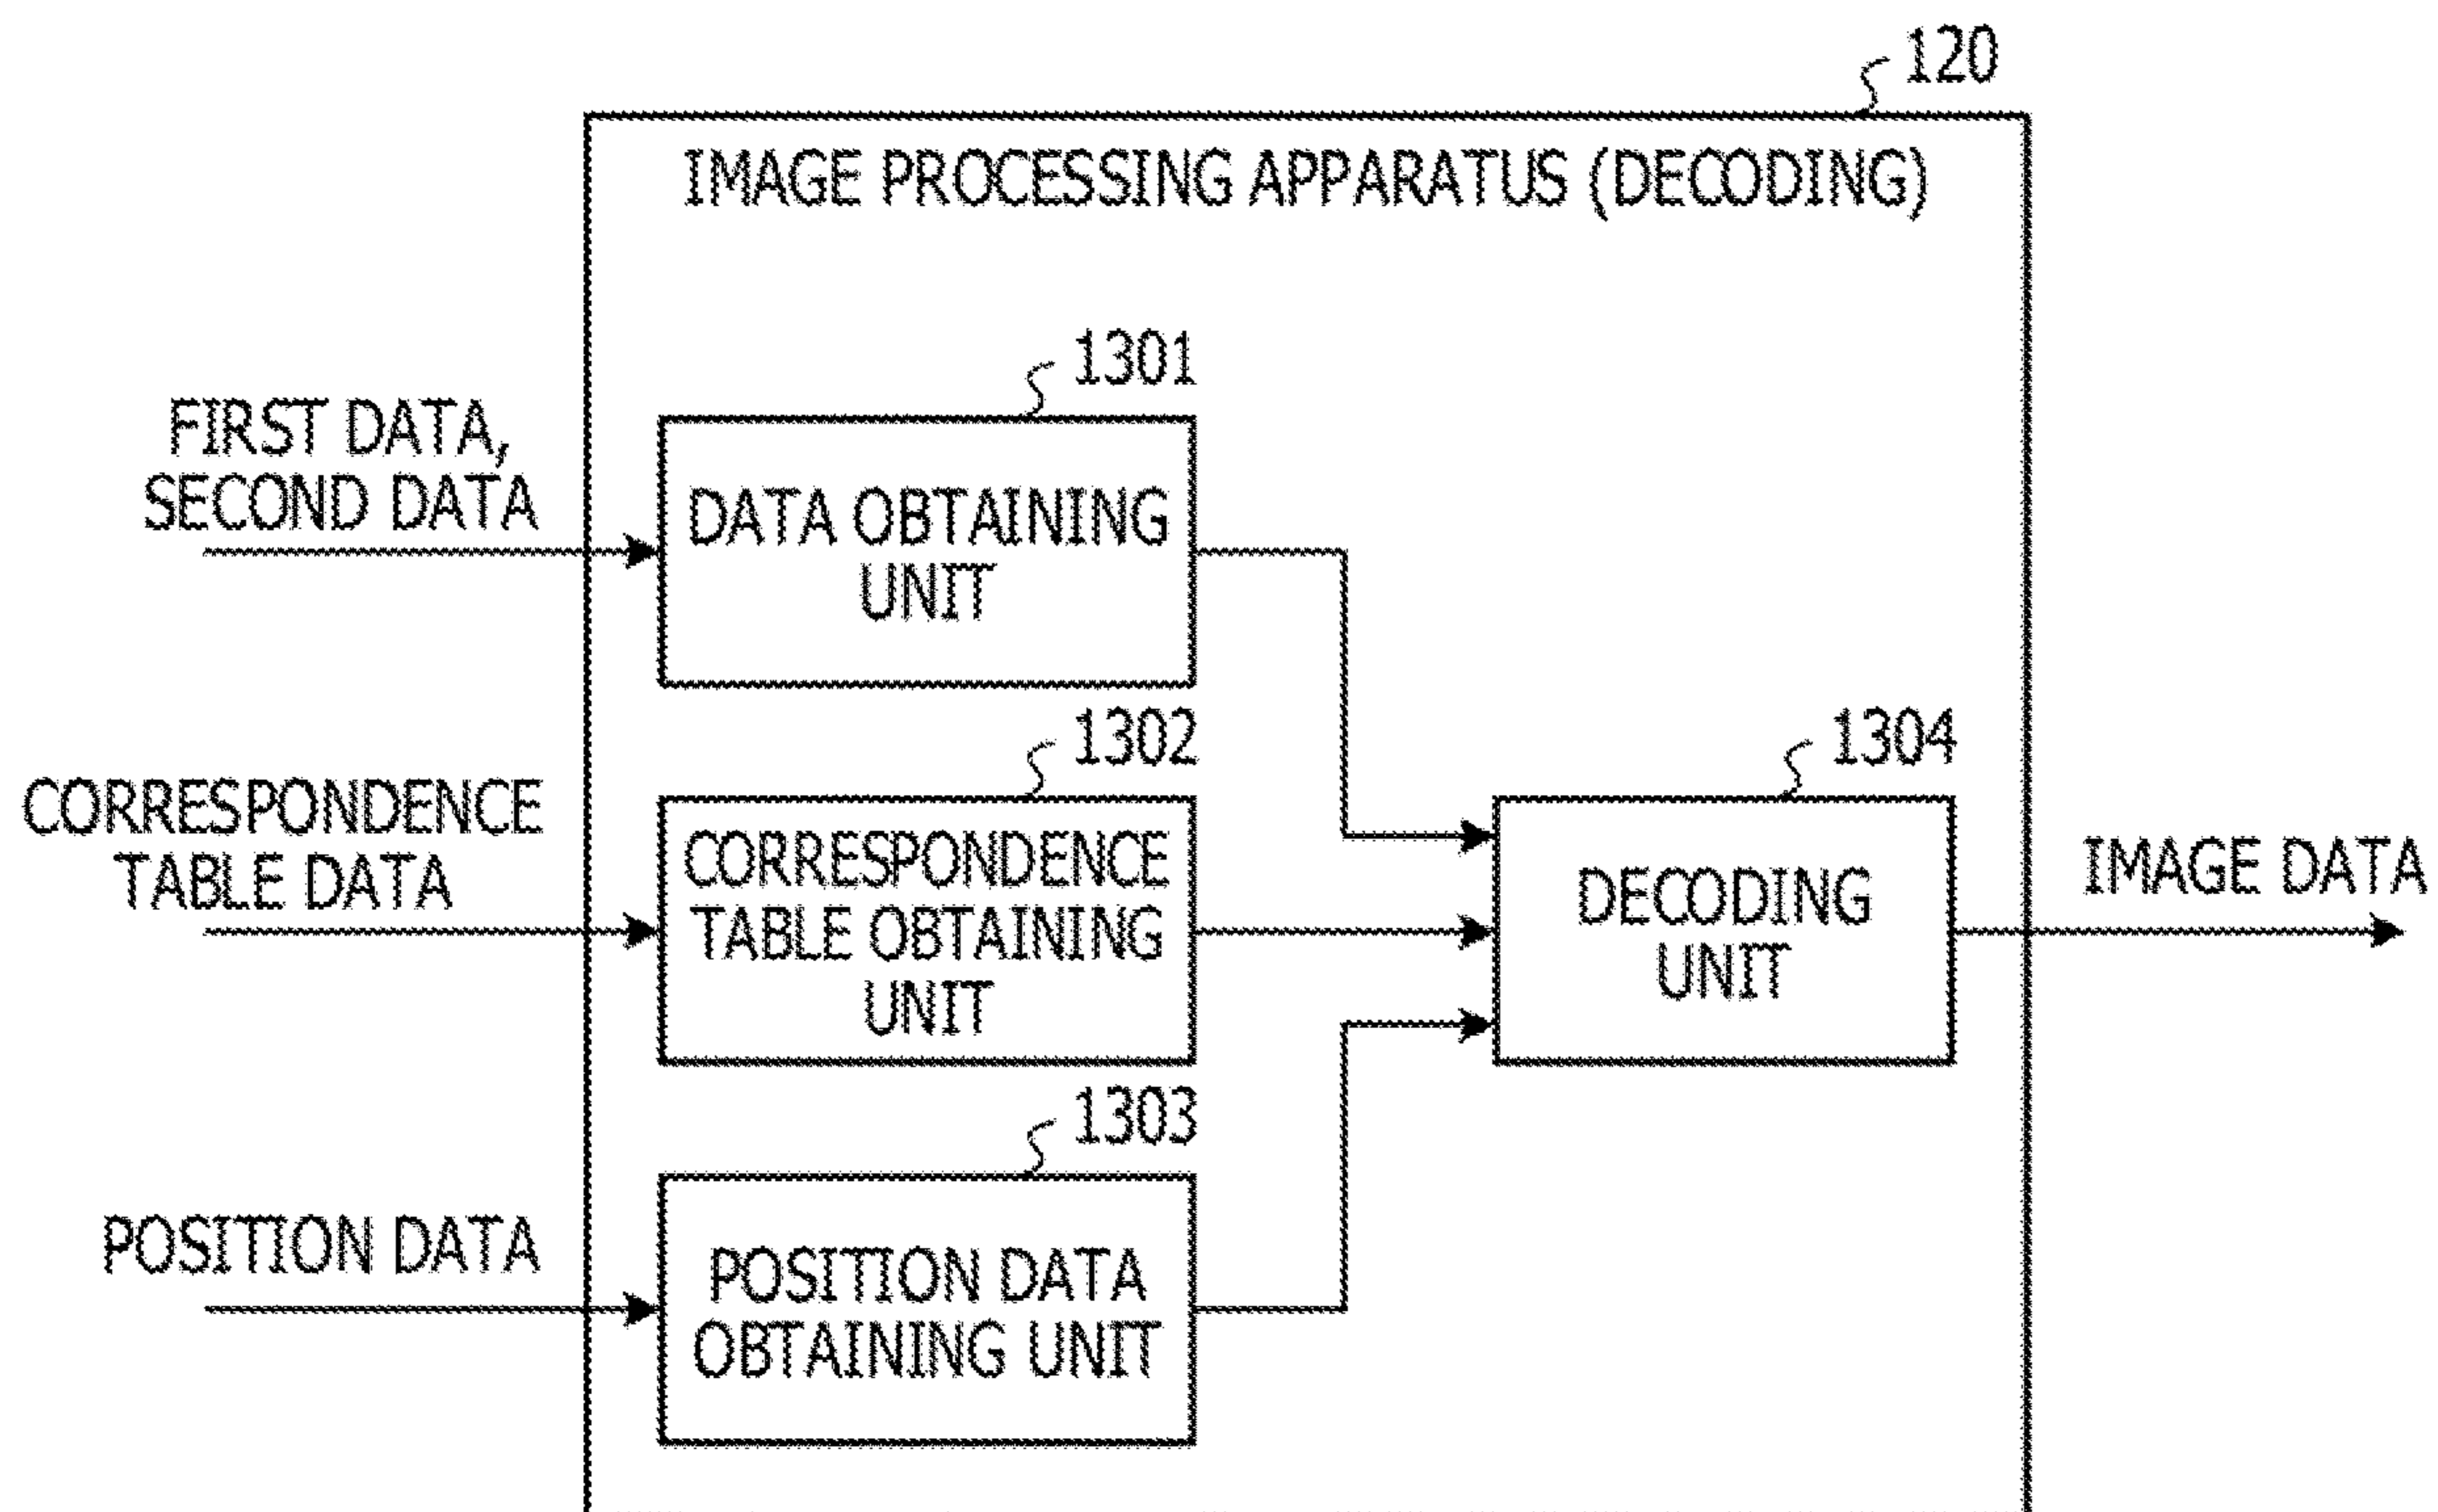 120
IMAGE PROCESSING APPARATUS (DECODING)
1301
FIRST DATA,
SECOND DATA
DATA OBTAINING
UNIT
1302
1304
CORRESPONDENCE
TABLE DATA
CORRESPONDENCE
TABLE OBTAINING
UNIT
DECODING
UNIT
IMAGE DATA
1303
POSITION DATA
POSITION DATA
OBTAINING UNIT